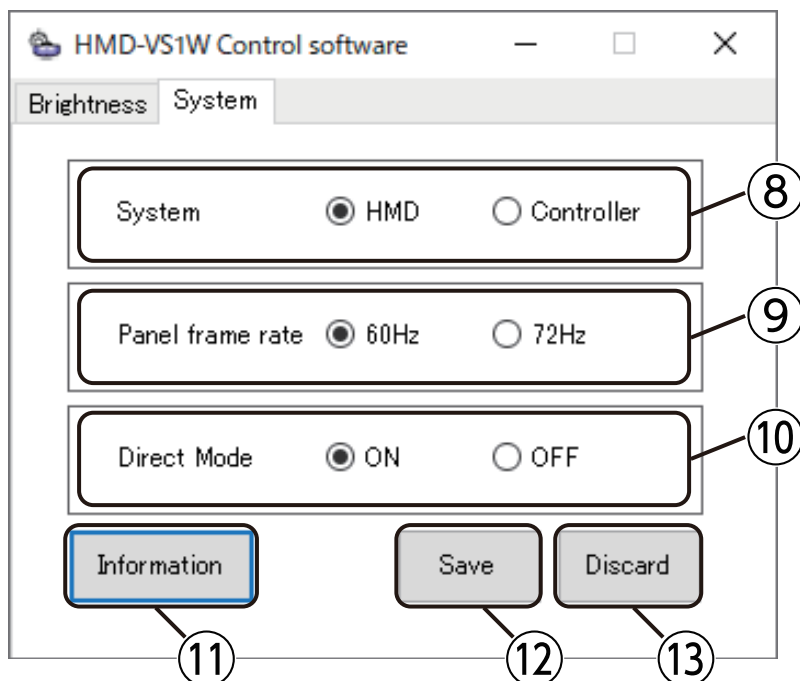 HMD-VS1W Control software
Brightness System
System HMD Controller ⑧
Panel frame rate 60Hz 72Hz ⑨
Direct Mode ON OFF ⑩
Information Save Discard
⑪ ⑫ ⑬